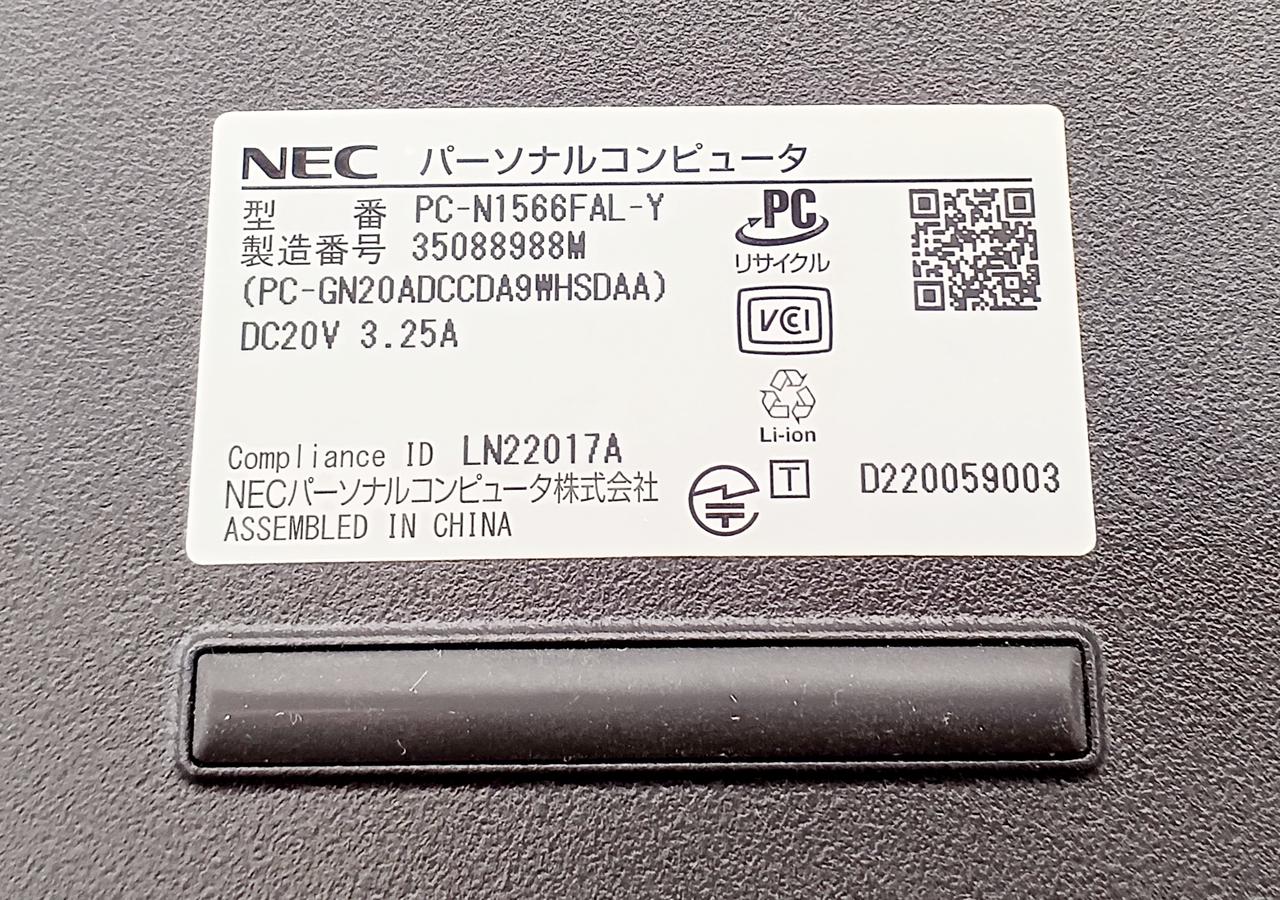 NEC パーソナルコンピュータ
型 番 PC-N1566FAL-Y
製造番号 35088988M
(PC-GN20ADCCDA9WHSDAA)
DC20V 3.25A
PC
リサイクル
VCCI
Li-ion
Compliance ID LN22017A
NECパーソナルコンピュータ株式会社
ASSEMBLED IN CHINA
T
D220059003